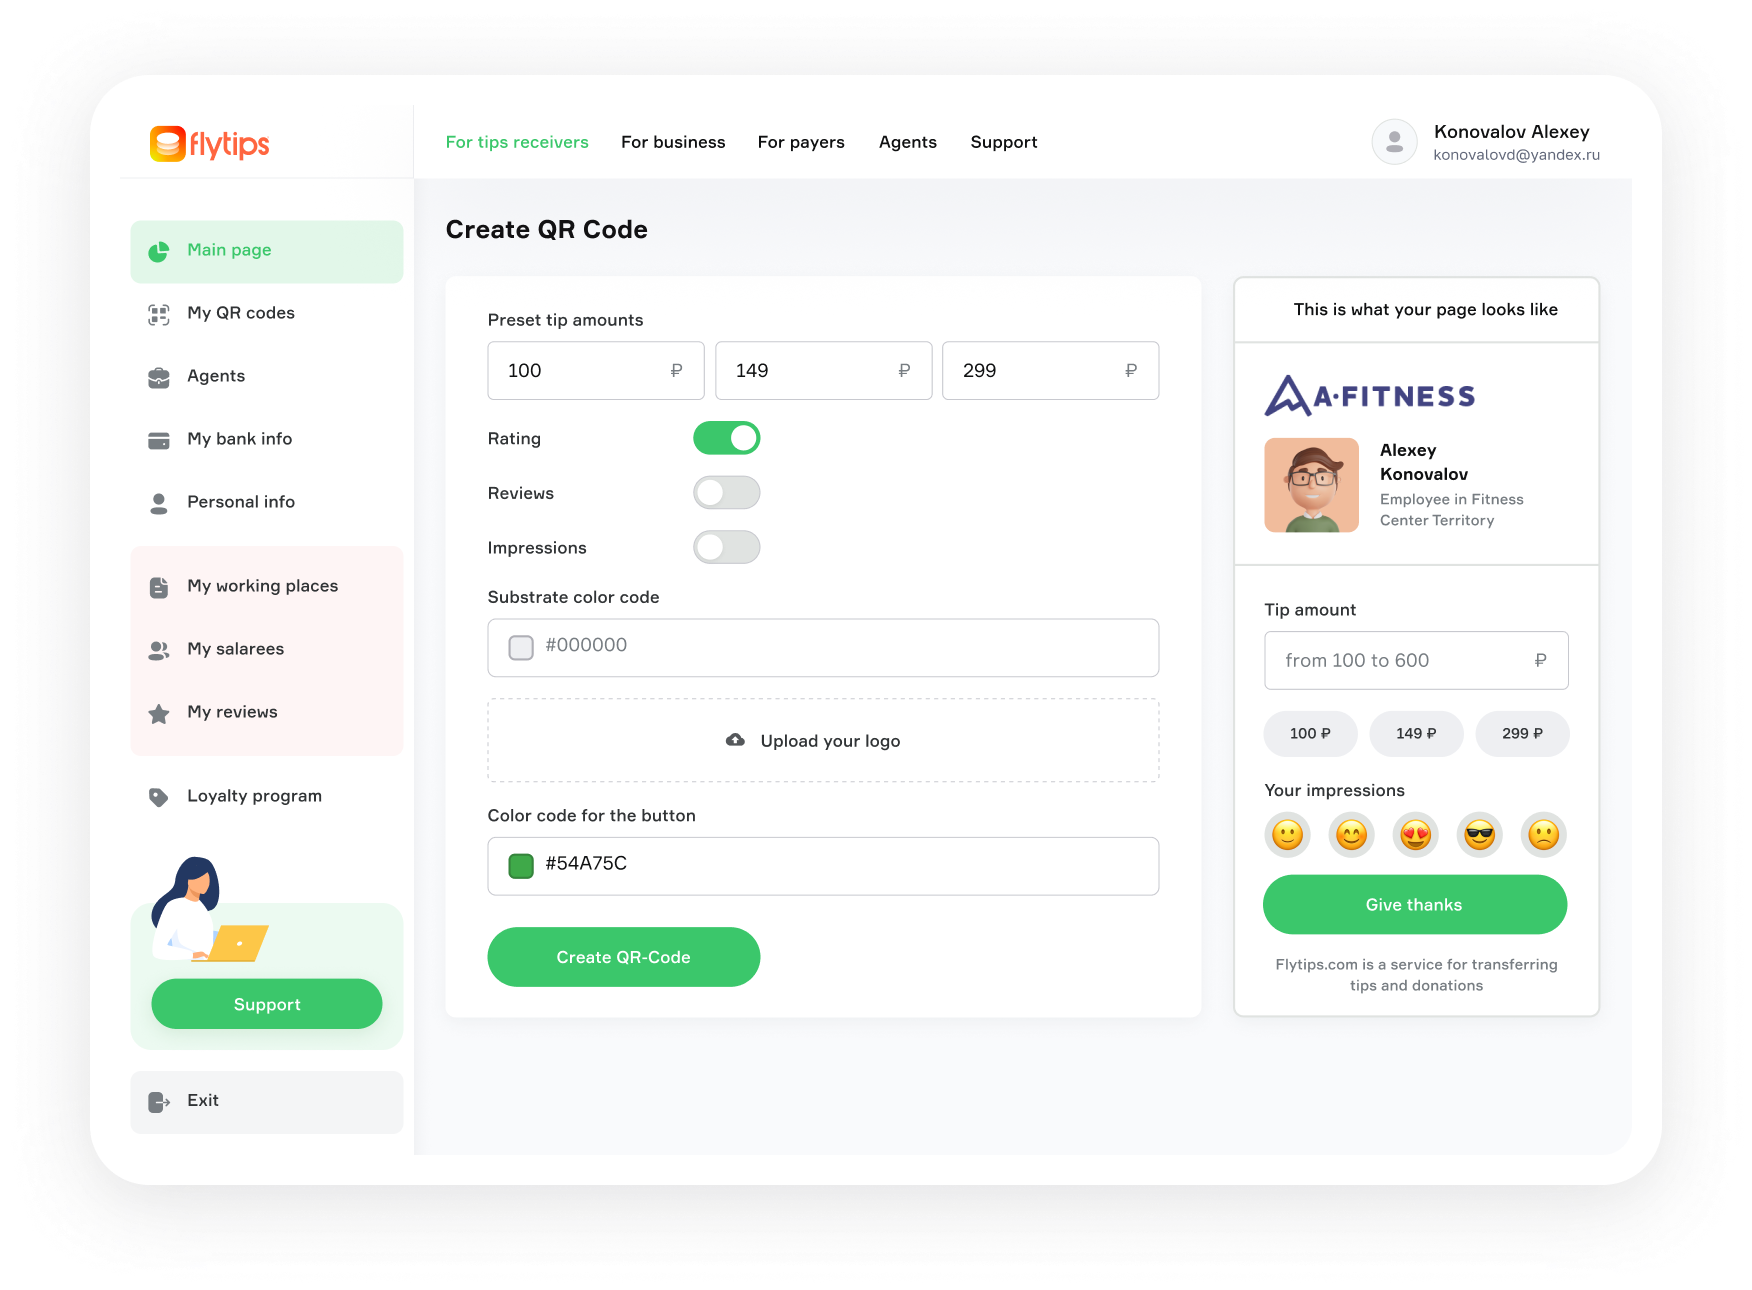 flytips
For tips receivers
For business
For payers
Agents
Support
Konovalov Alexey
konovalovd@yandex.ru
Main page
My QR codes
Agents
My bank info
Personal info
My working places
My salarees
My reviews
Loyalty program
Support
Exit
Create QR Code
Preset tip amounts
100 ₽
149 ₽
299 ₽
Rating
Reviews
Impressions
Substrate color code
#000000
Upload your logo
Color code for the button
#54A75C
Create QR-Code
This is what your page looks like
A·FITNESS
Alexey
Konovalov
Employee in Fitness
Center Territory
Tip amount
from 100 to 600 ₽
100 ₽
149 ₽
299 ₽
Your impressions
Give thanks
Flytips.com is a service for transferring
tips and donations